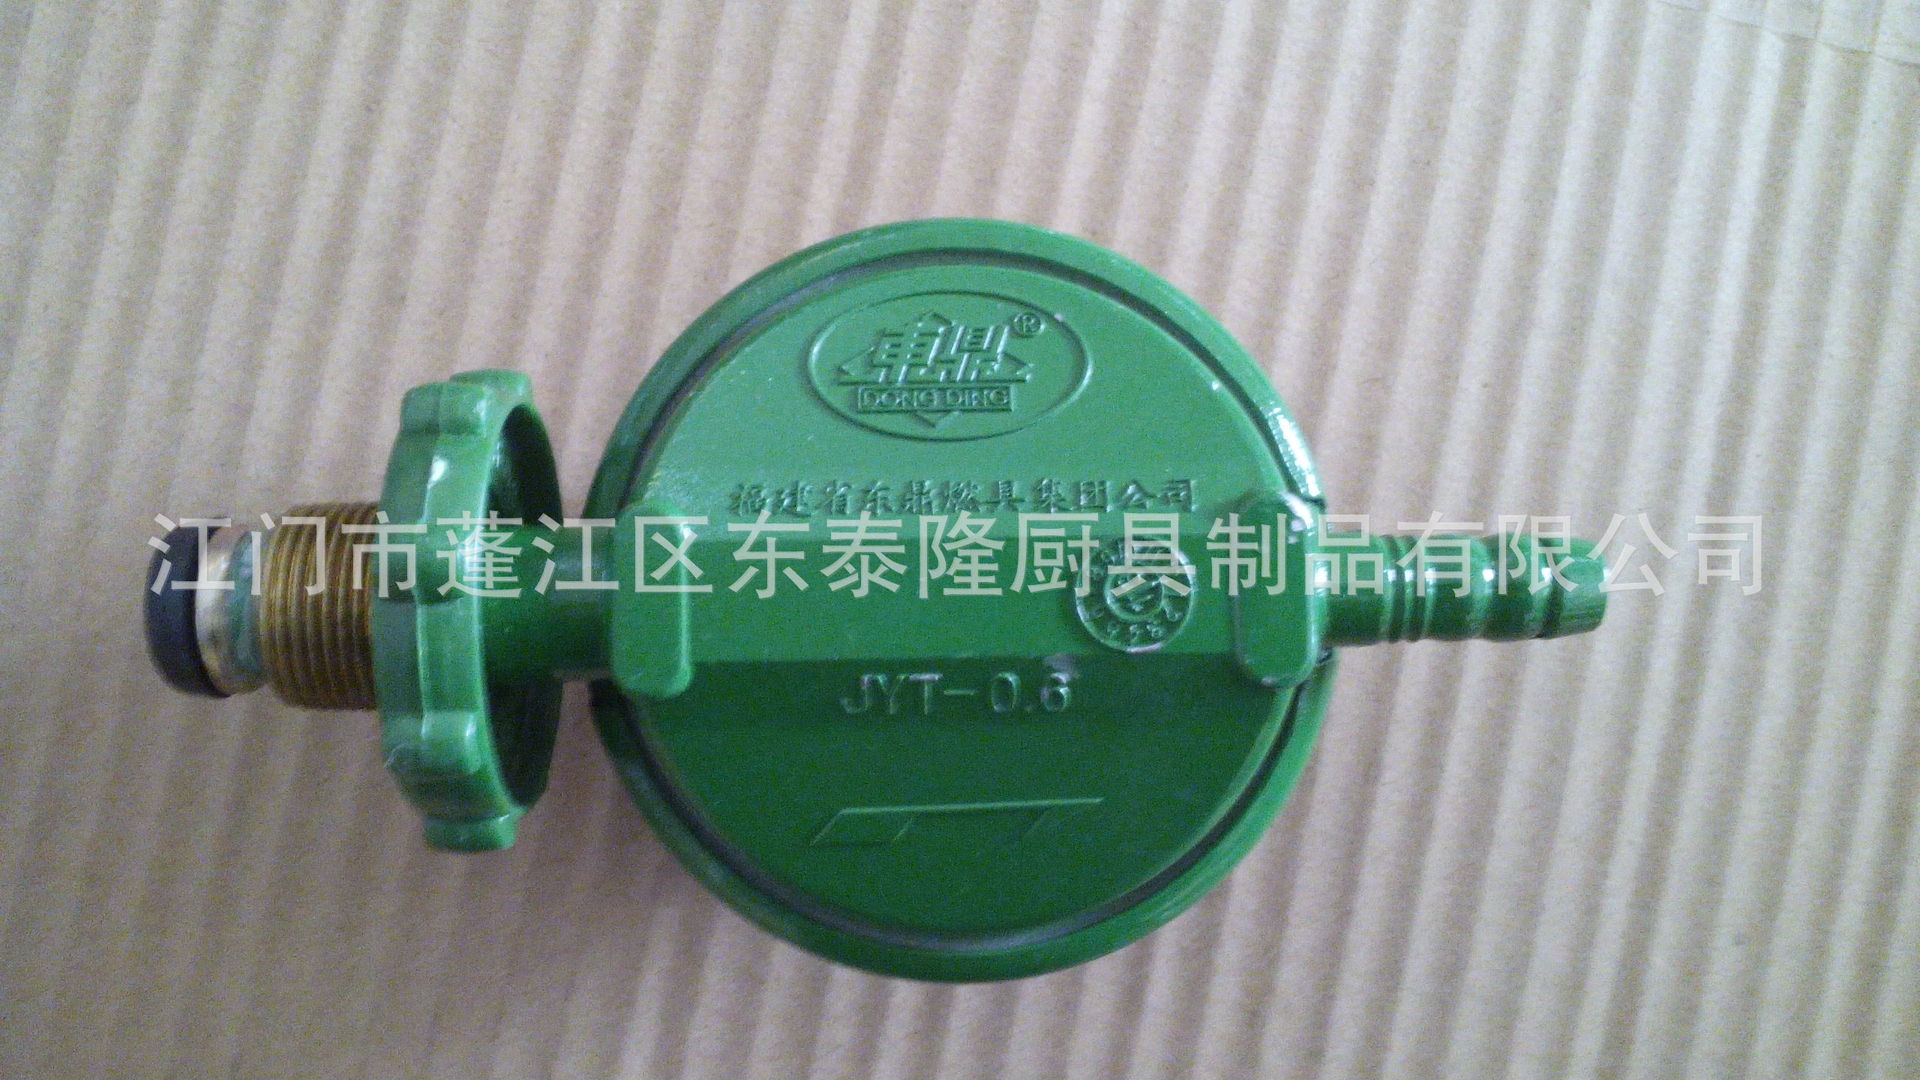 東鼎®
DONG DING
福建省东鼎燃具集团公司
江门市蓬江区东泰隆厨具制品有限公司
JYT-0.6